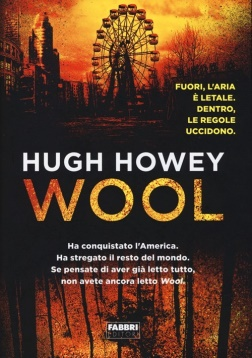 FUORI, L'ARIA
È LETALE.
DENTRO,
LE REGOLE
UCCIDONO.
HUGH HOWEY
WOOL
Ha conquistato l'America.
Ha stregato il resto del mondo.
Se pensate di aver già letto tutto,
non avete ancora letto Wool.
FABBRI
EDITORI